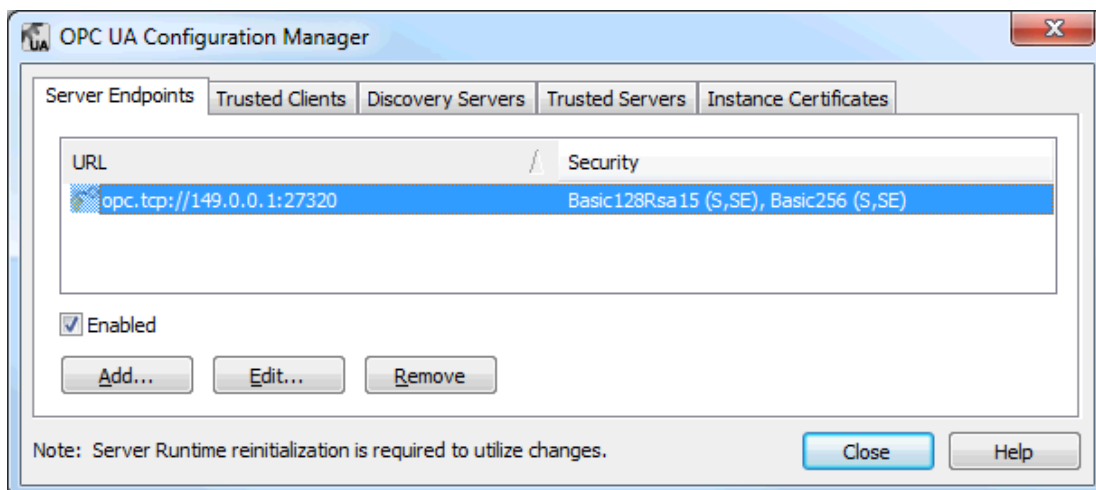 UA OPC UA Configuration Manager
Server Endpoints Trusted Clients Discovery Servers Trusted Servers Instance Certificates
URL Security
opc.tcp://149.0.0.1:27320 Basic128Rsa15 (S,SE), Basic256 (S,SE)
Enabled
Add... Edit... Remove
Note: Server Runtime reinitialization is required to utilize changes. Close Help